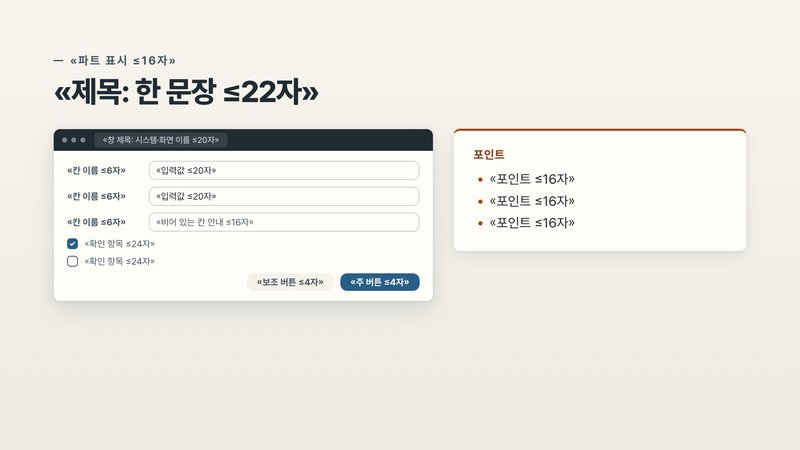 — «파트 표시 ≤16자»
«제목: 한 문장 ≤22자»
«창 제목: 시스템·화면 이름 ≤20자»
«칸 이름 ≤6자» «입력값 ≤20자»
«칸 이름 ≤6자» «입력값 ≤20자»
«칸 이름 ≤6자» «비어 있는 칸 안내 ≤16자»
«확인 항목 ≤24자»
«확인 항목 ≤24자»
«보조 버튼 ≤4자» «주 버튼 ≤4자»
포인트
• «포인트 ≤16자»
• «포인트 ≤16자»
• «포인트 ≤16자»